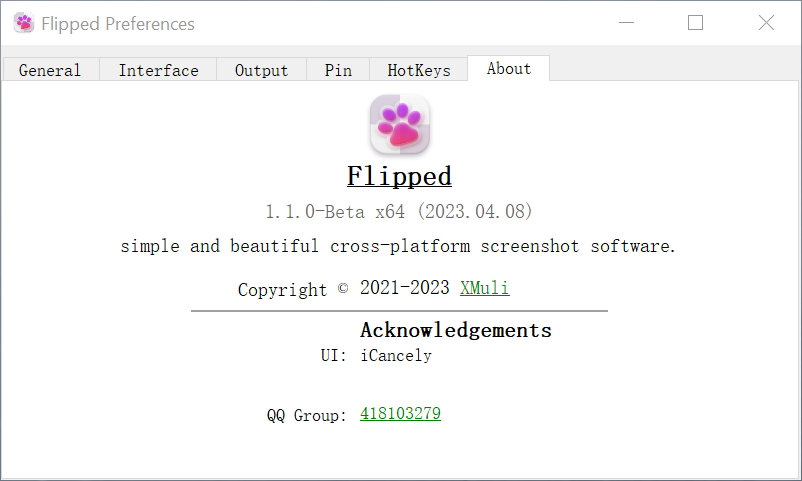 Flipped Preferences
General Interface Output Pin HotKeys About
Flipped
1.1.0-Beta x64 (2023.04.08)
simple and beautiful cross-platform screenshot software.
Copyright © 2021-2023 XMuli
Acknowledgements
UI: iCancely
QQ Group: 418103279